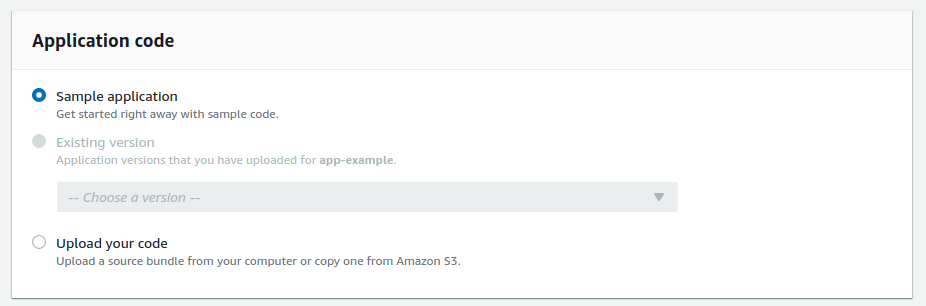 Application code
Sample application
Get started right away with sample code.
Existing version
Application versions that you have uploaded for app-example.
-- Choose a version --
Upload your code
Upload a source bundle from your computer or copy one from Amazon S3.